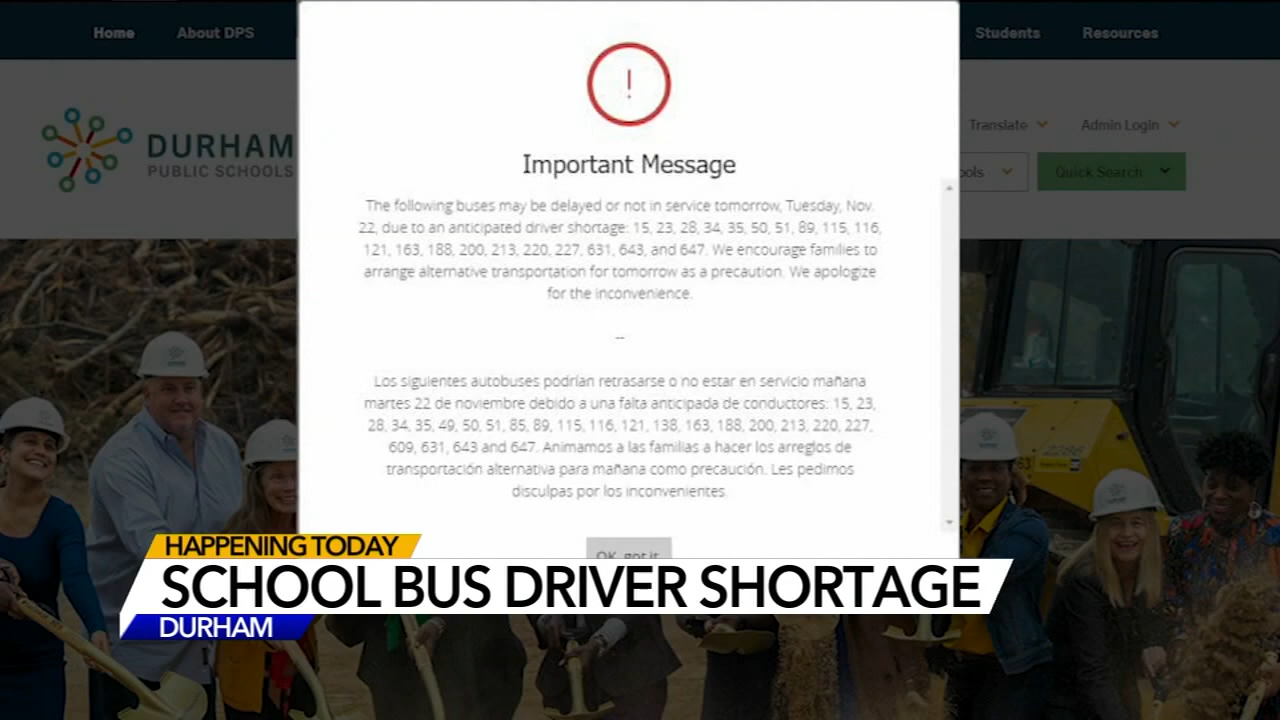 Home About DPS Students Resources
DURHAM
PUBLIC SCHOOLS
Translate Admin Login
ools Quick Search
!
Important Message
The following buses may be delayed or not in service tomorrow, Tuesday, Nov.
22, due to an anticipated driver shortage: 15, 23, 28, 34, 35, 50, 51, 89, 115, 116,
121, 163, 188, 200, 213, 220, 227, 631, 643, and 647. We encourage families to
arrange alternative transportation for tomorrow as a precaution. We apologize
for the inconvenience.
--
Los siguientes autobuses podrían retrasarse o no estar en servicio mañana
martes 22 de noviembre debido a una falta anticipada de conductores: 15, 23,
28, 34, 35, 49, 50, 51, 85, 89, 115, 116, 121, 138, 163, 188, 200, 213, 220, 227,
609, 631, 643 and 647. Animamos a las familias a hacer los arreglos de
transportación alternativa para mañana como precaución. Les pedimos
disculpas por los inconvenientes.
OK, got it
HAPPENING TODAY
SCHOOL BUS DRIVER SHORTAGE
DURHAM